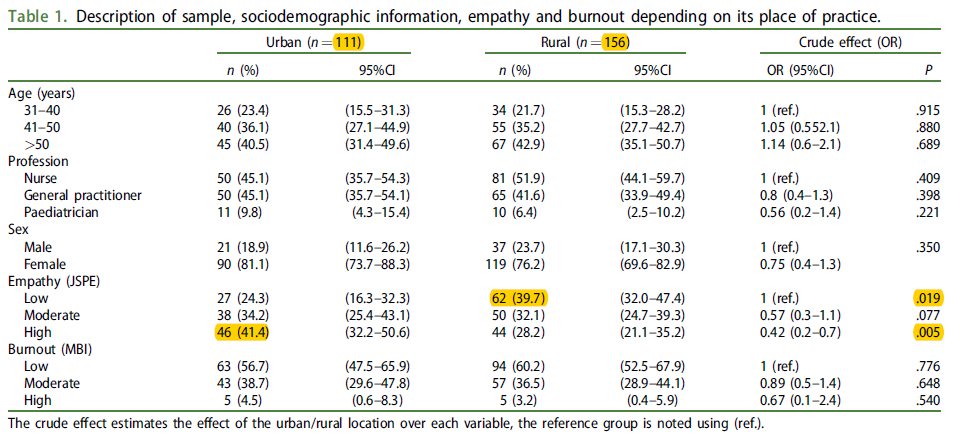 Table 1. Description of sample, sociodemographic information, empathy and burnout depending on its place of practice.
Urban (n=111) Rural (n=156) Crude effect (OR)
n (%) 95%CI n (%) 95%CI OR (95%CI) P
Age (years)
31–40 26 (23.4) (15.5–31.3) 34 (21.7) (15.3–28.2) 1 (ref.) .915
41–50 40 (36.1) (27.1–44.9) 55 (35.2) (27.7–42.7) 1.05 (0.552.1) .880
>50 45 (40.5) (31.4–49.6) 67 (42.9) (35.1–50.7) 1.14 (0.6–2.1) .689
Profession
Nurse 50 (45.1) (35.7–54.3) 81 (51.9) (44.1–59.7) 1 (ref.) .409
General practitioner 50 (45.1) (35.7–54.1) 65 (41.6) (33.9–49.4) 0.8 (0.4–1.3) .398
Paediatrician 11 (9.8) (4.3–15.4) 10 (6.4) (2.5–10.2) 0.56 (0.2–1.4) .221
Sex
Male 21 (18.9) (11.6–26.2) 37 (23.7) (17.1–30.3) 1 (ref.) .350
Female 90 (81.1) (73.7–88.3) 119 (76.2) (69.6–82.9) 0.75 (0.4–1.3)
Empathy (JSPE)
Low 27 (24.3) (16.3–32.3) 62 (39.7) (32.0–47.4) 1 (ref.) .019
Moderate 38 (34.2) (25.4–43.1) 50 (32.1) (24.7–39.3) 0.57 (0.3–1.1) .077
High 46 (41.4) (32.2–50.6) 44 (28.2) (21.1–35.2) 0.42 (0.2–0.7) .005
Burnout (MBI)
Low 63 (56.7) (47.5–65.9) 94 (60.2) (52.5–67.9) 1 (ref.) .776
Moderate 43 (38.7) (29.6–47.8) 57 (36.5) (28.9–44.1) 0.89 (0.5–1.4) .648
High 5 (4.5) (0.6–8.3) 5 (3.2) (0.4–5.9) 0.67 (0.1–2.4) .540
The crude effect estimates the effect of the urban/rural location over each variable, the reference group is noted using (ref.).